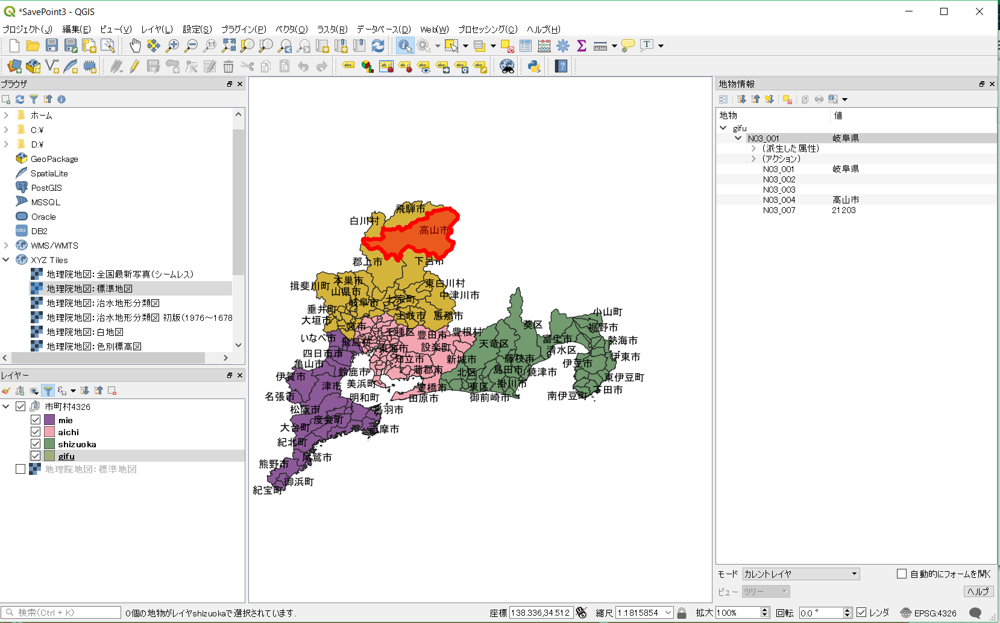 *SavePoint3 - QGIS
プロジェクト(J) 編集(E) ビュー(V) レイヤ(L) 設定(S) プラグイン(P) ベクタ(O) ラスタ(R) データベース(D) Web(W) プロセッシング(C) ヘルプ(H)
ブラウザ
ホーム
C:¥
D:¥
GeoPackage
SpatiaLite
PostGIS
MSSQL
Oracle
DB2
WMS/WMTS
XYZ Tiles
地理院地図: 全国最新写真(シームレス)
地理院地図: 標準地図
地理院地図: 治水地形分類図
地理院地図: 治水地形分類図 初版(1976～1678
地理院地図: 白地図
地理院地図: 色別標高図
レイヤー
市町村4326
mie
aichi
shizuoka
gifu
地理院地図: 標準地図
飛騨市
白川村
高山市
郡上市
下呂市
揖斐川町
本巣市
東白川村
山県市
中津川市
岐阜市
七宗町
垂井町
土岐市
恵那市
小山町
大垣市
一宮市
葵区
裾野市
いなべ市
飛島村
千種区
豊田市
豊根村
富士市
熱海市
四日市市
東海市
設楽町
天竜区
清水区
伊東市
亀山市
知立市
新城市
藤枝市
伊豆市
伊賀市
鈴鹿市
蒲郡市
北区
島田市
焼津市
東伊豆町
津市
美浜町
豊橋市
東区
掛川市
下田市
名張市
明和町
田原市
御前崎市
南伊豆町
松阪市
鳥羽市
度会町
大台町
志摩市
紀北町
尾鷲市
熊野市
御浜町
紀宝町
地物情報
地物 値
gifu
N03_001 岐阜県
(派生した属性)
(アクション)
N03_001 岐阜県
N03_002
N03_003
N03_004 高山市
N03_007 21203
モード カレントレイヤ 自動的にフォームを開く
ビュー ツリー ヘルプ
検索(Ctrl + K) 0個の地物がレイヤshizuokaで選択されています. 座標 138.336,34.512 縮尺 1:1815854 拡大 100% 回転 0.0 ° レンダ EPSG:4326